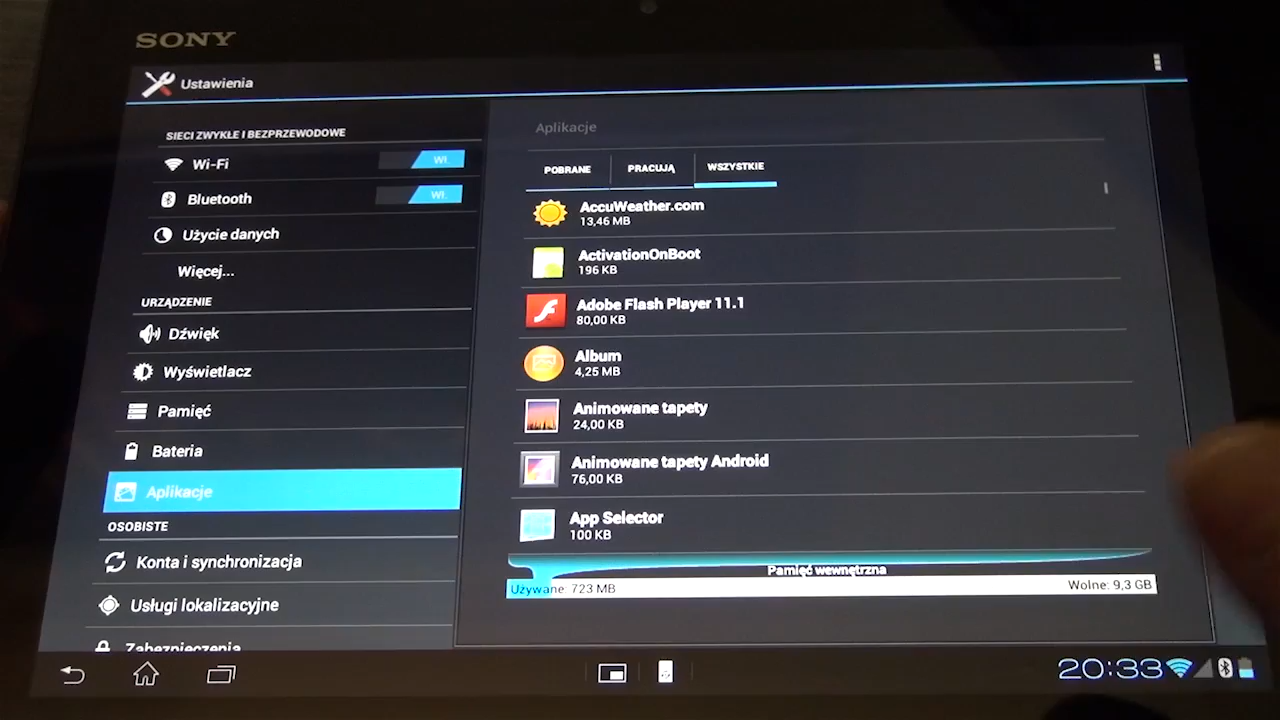 SONY
Ustawienia
SIECI ZWYKŁE I BEZPRZEWODOWE
Wi-Fi
WŁ.
Bluetooth
WŁ.
Użycie danych
Więcej...
URZĄDZENIE
Dźwięk
Wyświetlacz
Pamięć
Bateria
Aplikacje
OSOBISTE
Konta i synchronizacja
Usługi lokalizacyjne
Zabezpieczenia
Aplikacje
POBRANE
PRACUJĄ
WSZYSTKIE
AccuWeather.com
13,46 MB
ActivationOnBoot
196 KB
Adobe Flash Player 11.1
80,00 KB
Album
4,25 MB
Animowane tapety
24,00 KB
Animowane tapety Android
76,00 KB
App Selector
100 KB
Pamięć wewnętrzna
Używane: 723 MB
Wolne: 9,3 GB
20:33